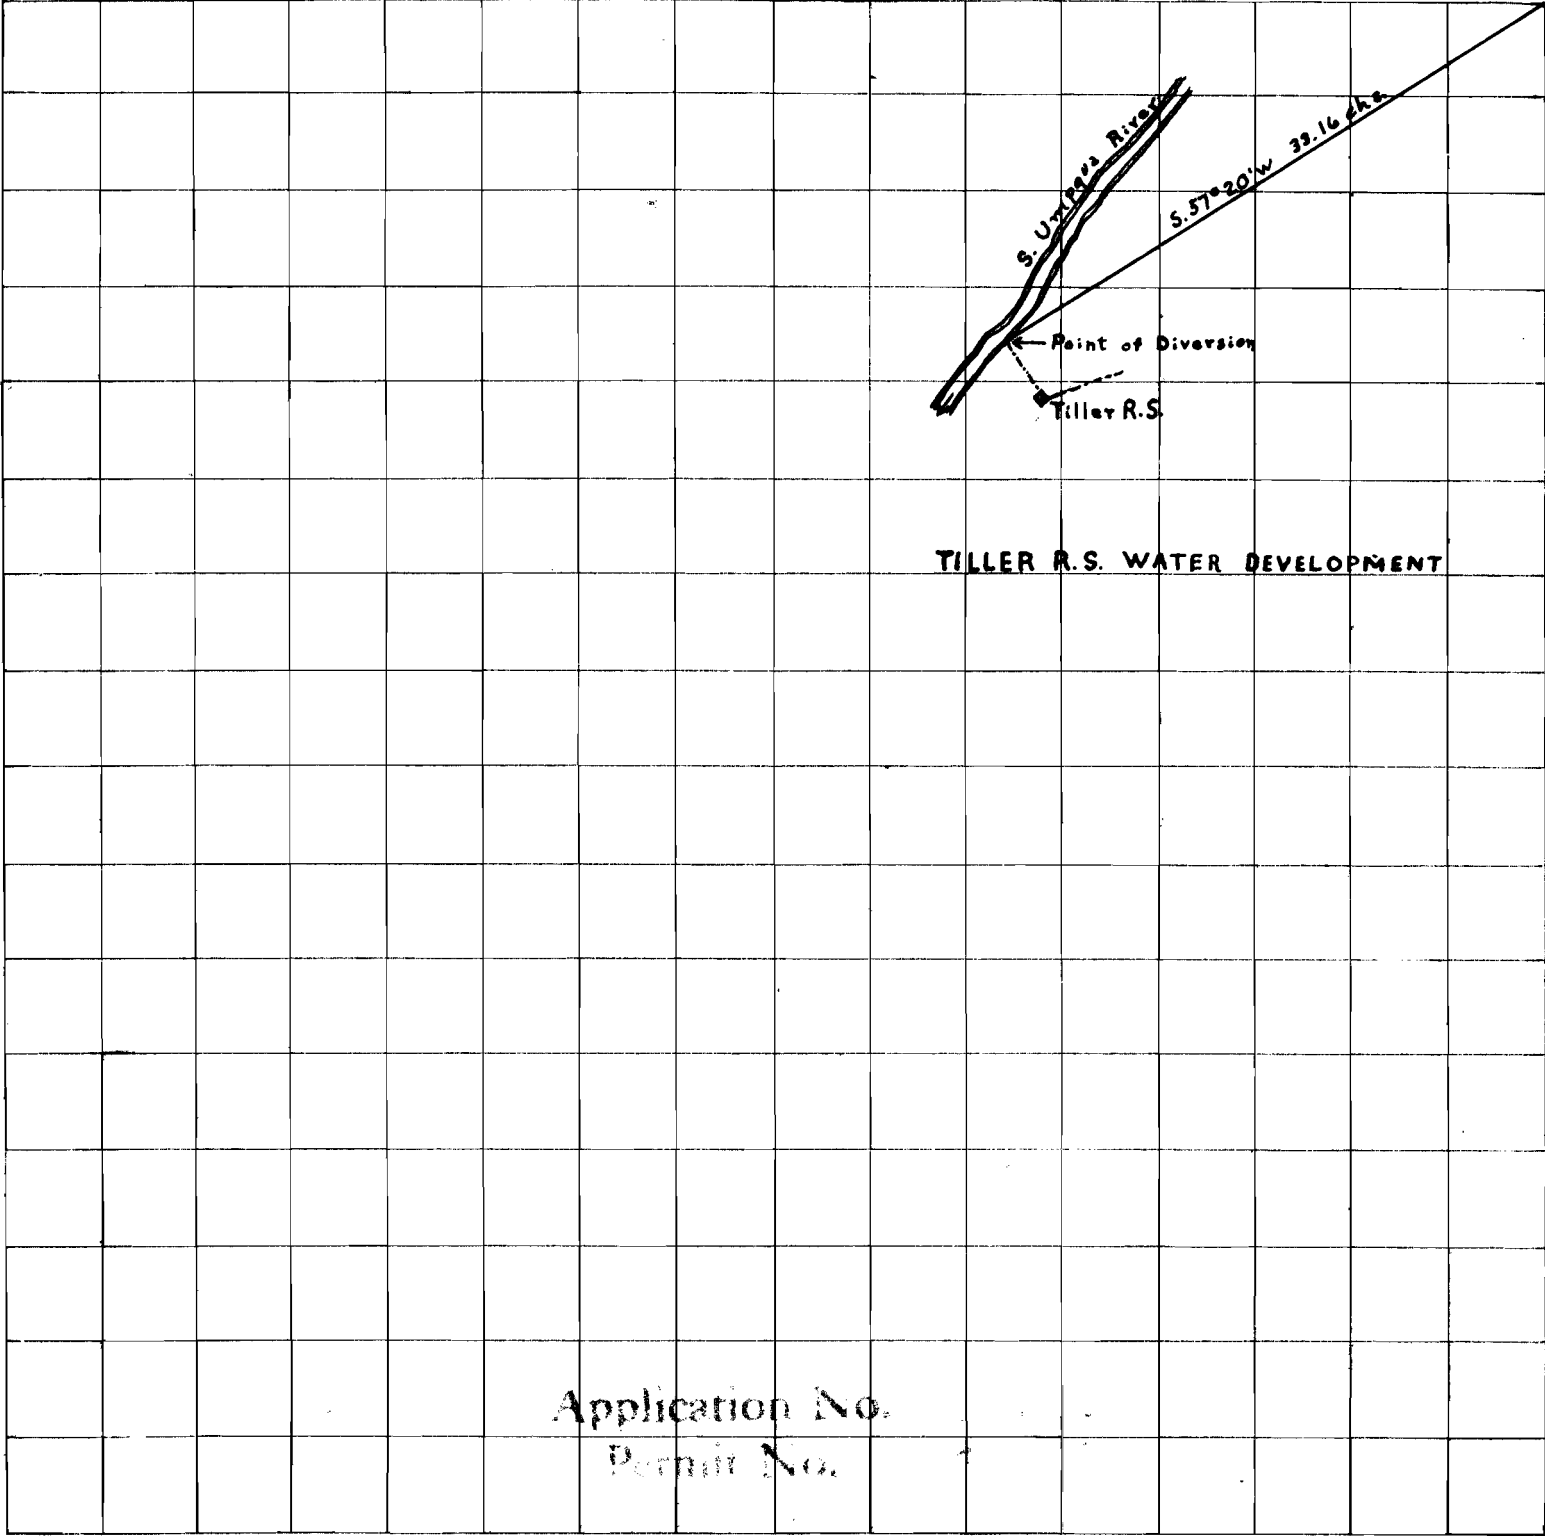 S. Umpqua River
S. 57° 20' W 33.16 chs.
Point of Diversion
Tiller R.S.
TILLER R.S. WATER DEVELOPMENT
Application No.
Permit No.